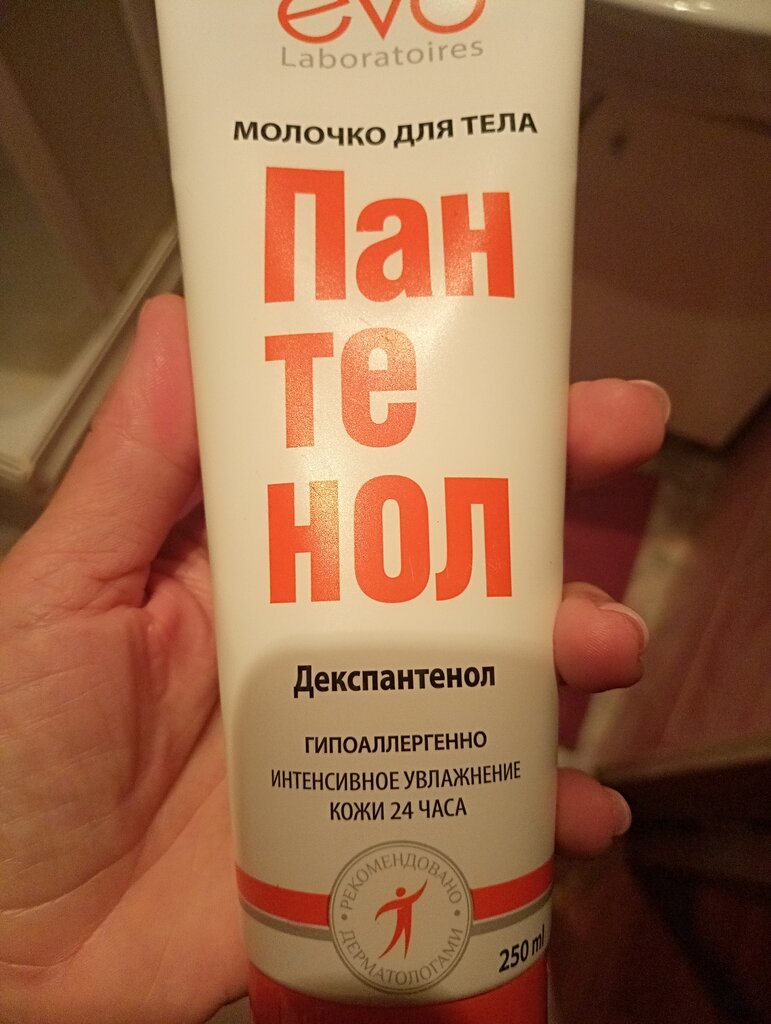 evo
Laboratoires
МОЛОЧКО ДЛЯ ТЕЛА
Пан
те
нол
Декспантенол
ГИПОАЛЛЕРГЕННО
ИНТЕНСИВНОЕ УВЛАЖНЕНИЕ
КОЖИ 24 ЧАСА
• РЕКОМЕНДОВАНО •
ДЕРМАТОЛОГАМИ
250 ml